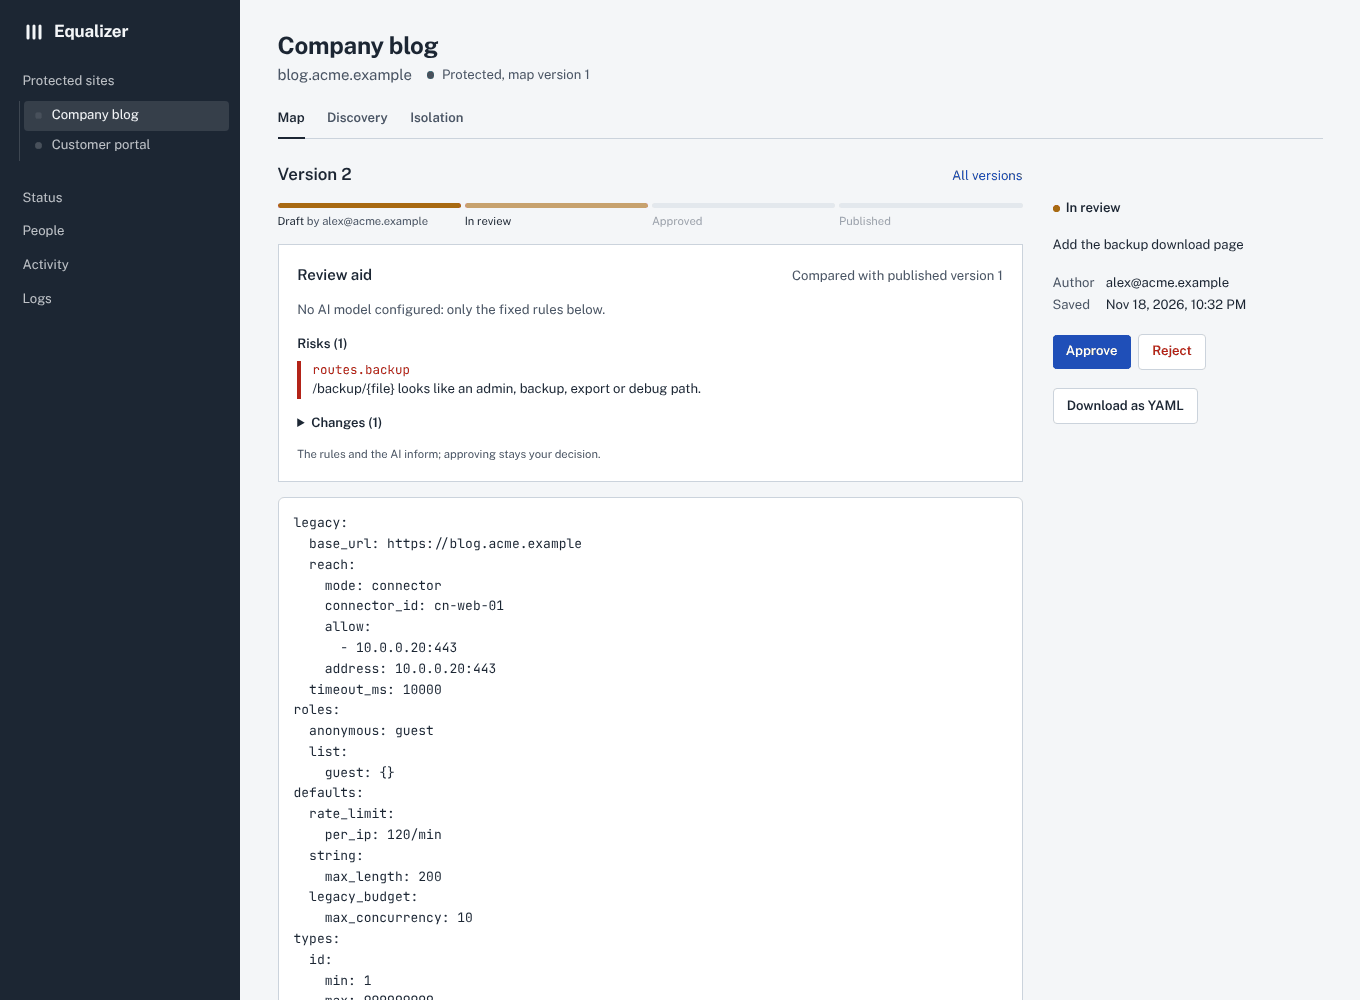 Equalizer
Protected sites
Company blog
Customer portal
Status
People
Activity
Logs
Company blog
blog.acme.example
Protected, map version 1
Map
Discovery
Isolation
Version 2
All versions
Draft by alex@acme.example
In review
Approved
Published
Review aid
Compared with published version 1
No AI model configured: only the fixed rules below.
Risks (1)
routes.backup
/backup/{file} looks like an admin, backup, export or debug path.
Changes (1)
The rules and the AI inform; approving stays your decision.
In review
Add the backup download page
Author alex@acme.example
Saved Nov 18, 2026, 10:32 PM
Approve
Reject
Download as YAML
legacy:
  base_url: https://blog.acme.example
  reach:
    mode: connector
    connector_id: cn-web-01
    allow:
      - 10.0.0.20:443
    address: 10.0.0.20:443
  timeout_ms: 10000
roles:
  anonymous: guest
  list:
    guest: {}
defaults:
  rate_limit:
    per_ip: 120/min
  string:
    max_length: 200
  legacy_budget:
    max_concurrency: 10
types:
  id:
    min: 1